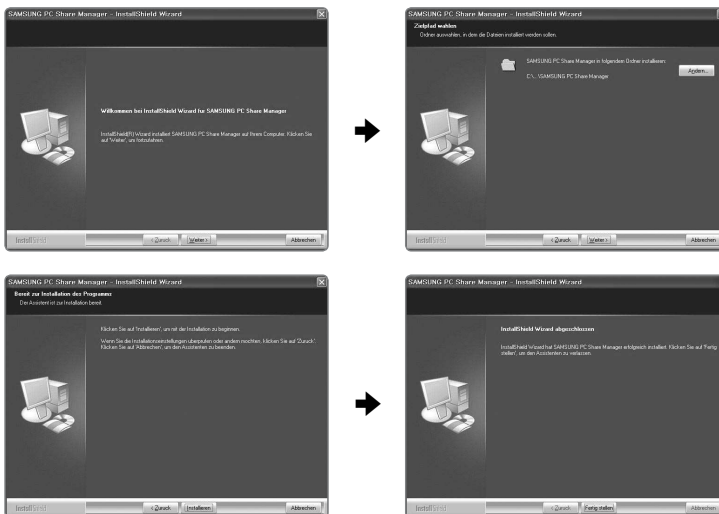 SAMSUNG PC Share Manager - InstallShield Wizard
Willkommen bei InstallShield Wizard für SAMSUNG PC Share Manager
InstallShield(R) Wizard installiert SAMSUNG PC Share Manager auf Ihrem Computer. Klicken Sie
auf 'Weiter', um fortzufahren.
InstallShield
< Zurück
Weiter >
Abbrechen
SAMSUNG PC Share Manager - InstallShield Wizard
Zielpfad wählen
Ordner auswählen, in dem die Dateien installiert werden sollen.
SAMSUNG PC Share Manager in folgendem Ordner installieren:
C:\...\SAMSUNG PC Share Manager
Ändern...
InstallShield
< Zurück
Weiter >
Abbrechen
SAMSUNG PC Share Manager - InstallShield Wizard
Bereit zur Installation des Programms
Der Assistent ist zur Installation bereit.
Klicken Sie auf 'Installieren', um mit der Installation zu beginnen.
Wenn Sie die Installationseinstellungen überprüfen oder ändern möchten, klicken Sie auf 'Zurück'.
Klicken Sie auf 'Abbrechen', um den Assistenten zu beenden.
InstallShield
< Zurück
Installieren
Abbrechen
SAMSUNG PC Share Manager - InstallShield Wizard
InstallShield Wizard abgeschlossen
InstallShield Wizard hat SAMSUNG PC Share Manager erfolgreich installiert. Klicken Sie auf 'Fertig
stellen', um den Assistenten zu verlassen.
InstallShield
< Zurück
Fertig stellen
Abbrechen